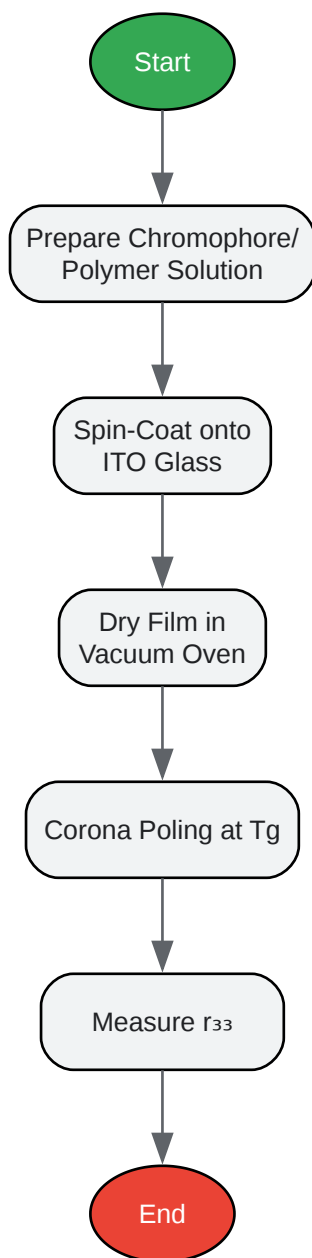 Start
Prepare Chromophore/
Polymer Solution
Spin-Coat onto
ITO Glass
Dry Film in
Vacuum Oven
Corona Poling at Tg
Measure r₃₃
End